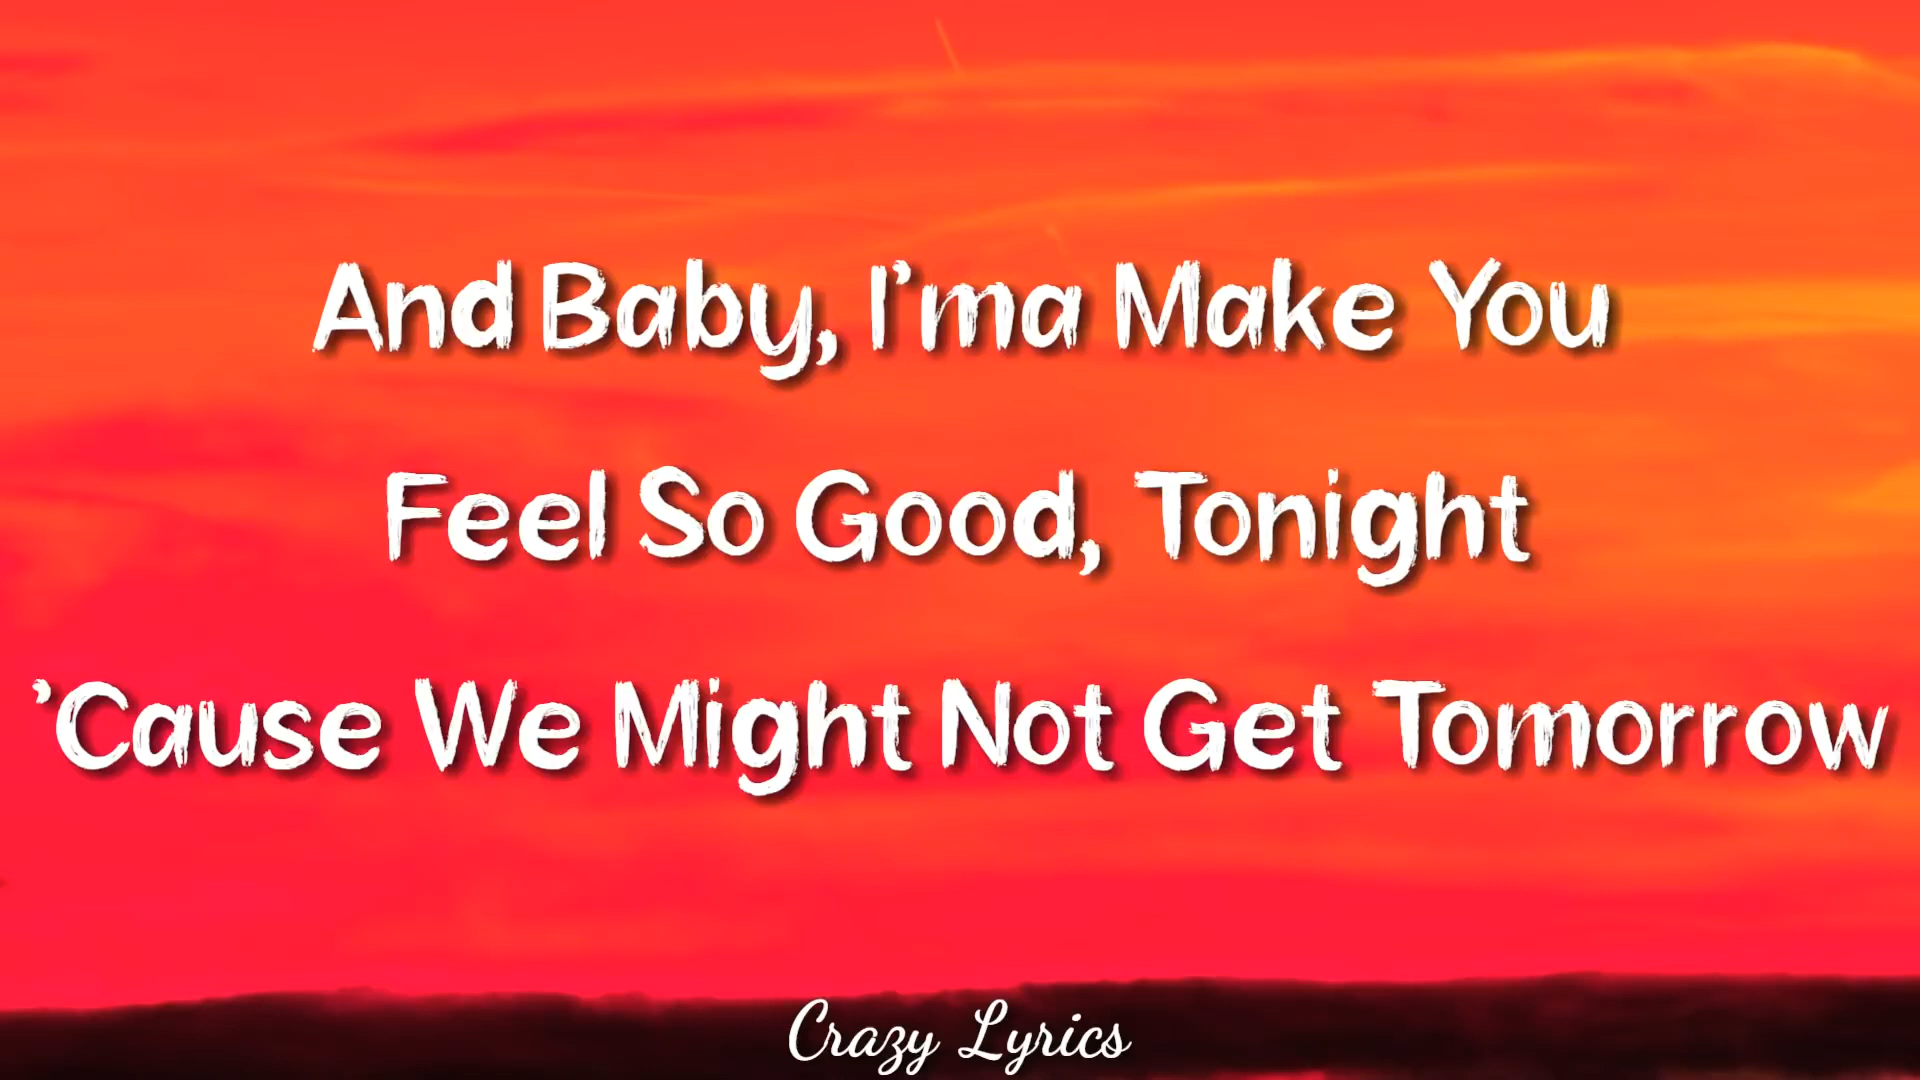 And Baby, I'ma Make You
Feel So Good, Tonight
'Cause We Might Not Get Tomorrow
Crazy Lyrics